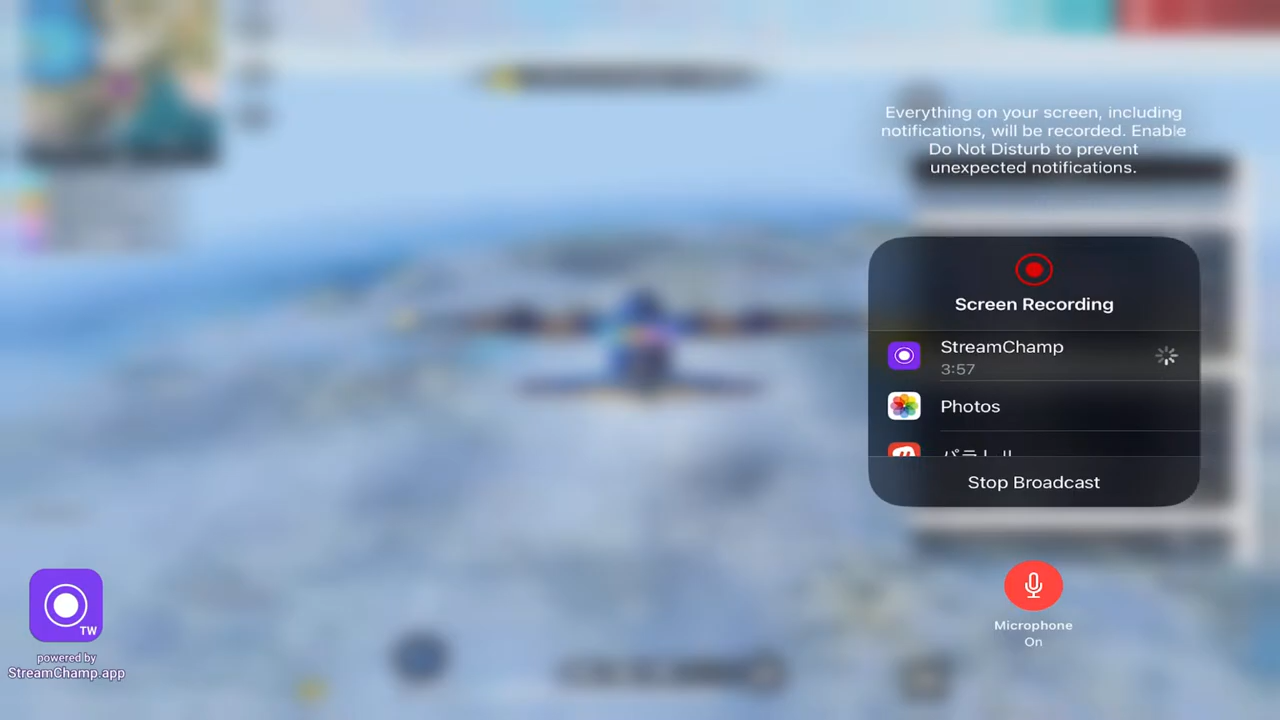 Everything on your screen, including
notifications, will be recorded. Enable
Do Not Disturb to prevent
unexpected notifications.
Screen Recording
StreamChamp
3:57
Photos
Stop Broadcast
Microphone
On
TW
powered by
StreamChamp.app